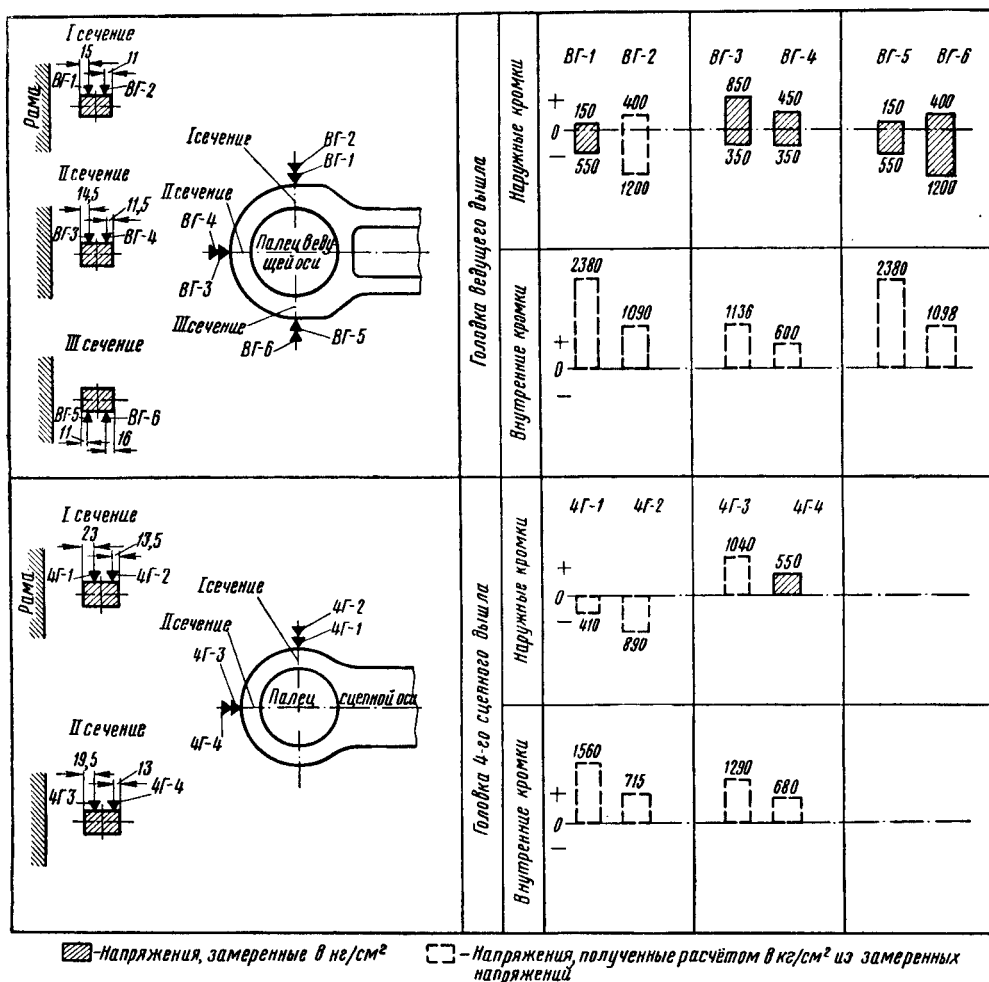 I сечение
15
11
ВГ-1
ВГ-2
Рама
II сечение
14,5
11,5
ВГ-3
ВГ-4
III сечение
ВГ-5
ВГ-6
11
16
ВГ-2
ВГ-1
I сечение
II сечение
ВГ-4
ВГ-3
Палец веду-
щей оси
III сечение
ВГ-5
ВГ-6
Головка ведущего дышла
Наружные кромки
ВГ-1 ВГ-2 ВГ-3 ВГ-4 ВГ-5 ВГ-6
+
0
−
150 400 850 450 150 400
550 1200 350 350 550 1200
Внутренние кромки
2380 1090 1136 600 2380 1098
+
0
−
I сечение
23
13,5
4Г-1
4Г-2
Рама
II сечение
19,5
13
4Г3
4Г-4
I сечение
II сечение
4Г-2
4Г-1
4Г-3
4Г-4
Палец сцепной оси
Головка 4-го сцепного дышла
Наружные кромки
4Г-1 4Г-2 4Г-3 4Г-4
1040 550
+
0
−
410 890
Внутренние кромки
1560 715 1290 680
+
0
−
-Напряжения, замеренные в кг/см²
-Напряжения, полученные расчётом в кг/см² из замеренных
напряжений